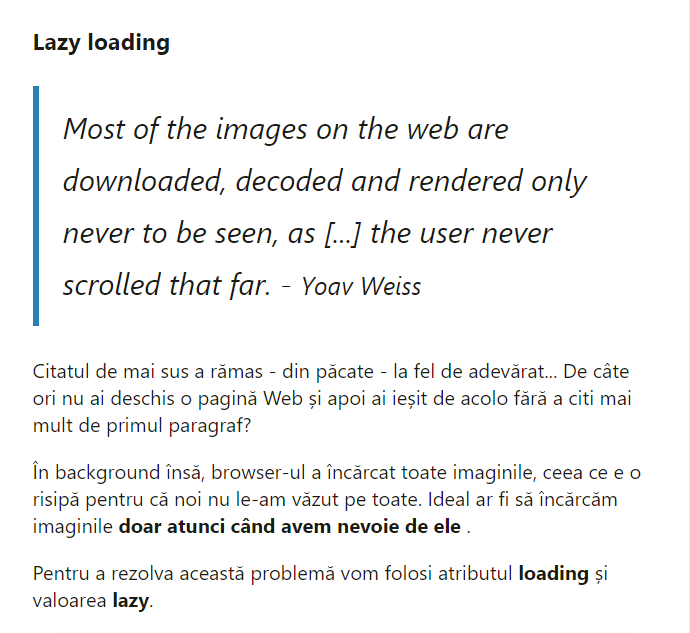 Lazy loading
Most of the images on the web are
downloaded, decoded and rendered only
never to be seen, as [...] the user never
scrolled that far. - Yoav Weiss
Citatul de mai sus a rămas - din păcate - la fel de adevărat... De câte
ori nu ai deschis o pagină Web și apoi ai ieșit de acolo fără a citi mai
mult de primul paragraf?
În background însă, browser-ul a încărcat toate imaginile, ceea ce e o
risipă pentru că noi nu le-am văzut pe toate. Ideal ar fi să încărcăm
imaginile doar atunci când avem nevoie de ele .
Pentru a rezolva această problemă vom folosi atributul loading și
valoarea lazy.